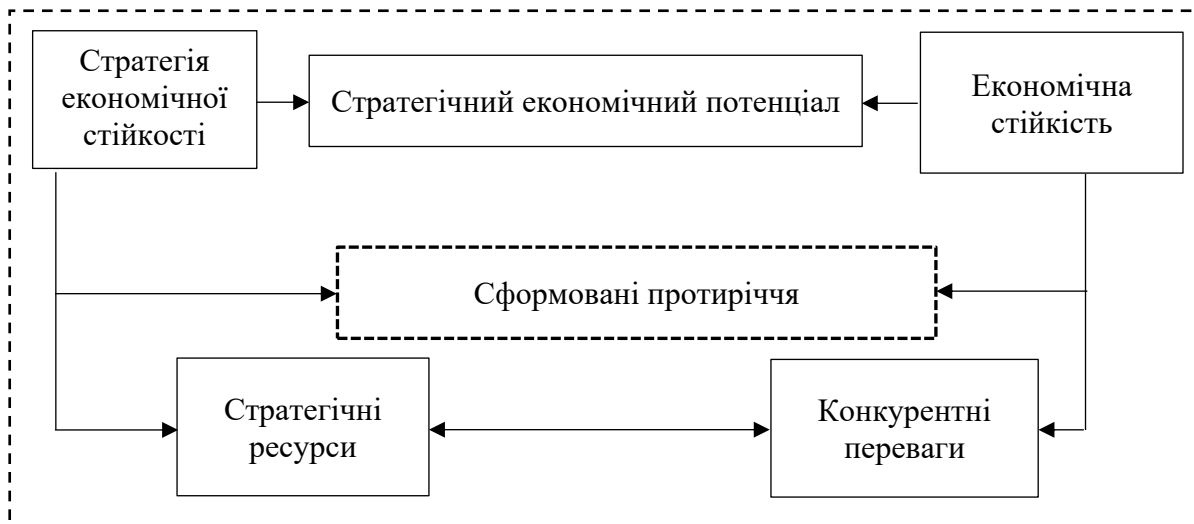 Стратегія
економічної
стійкості
Стратегічний економічний потенціал
Економічна
стійкість
Сформовані протиріччя
Стратегічні
ресурси
Конкурентні
переваги